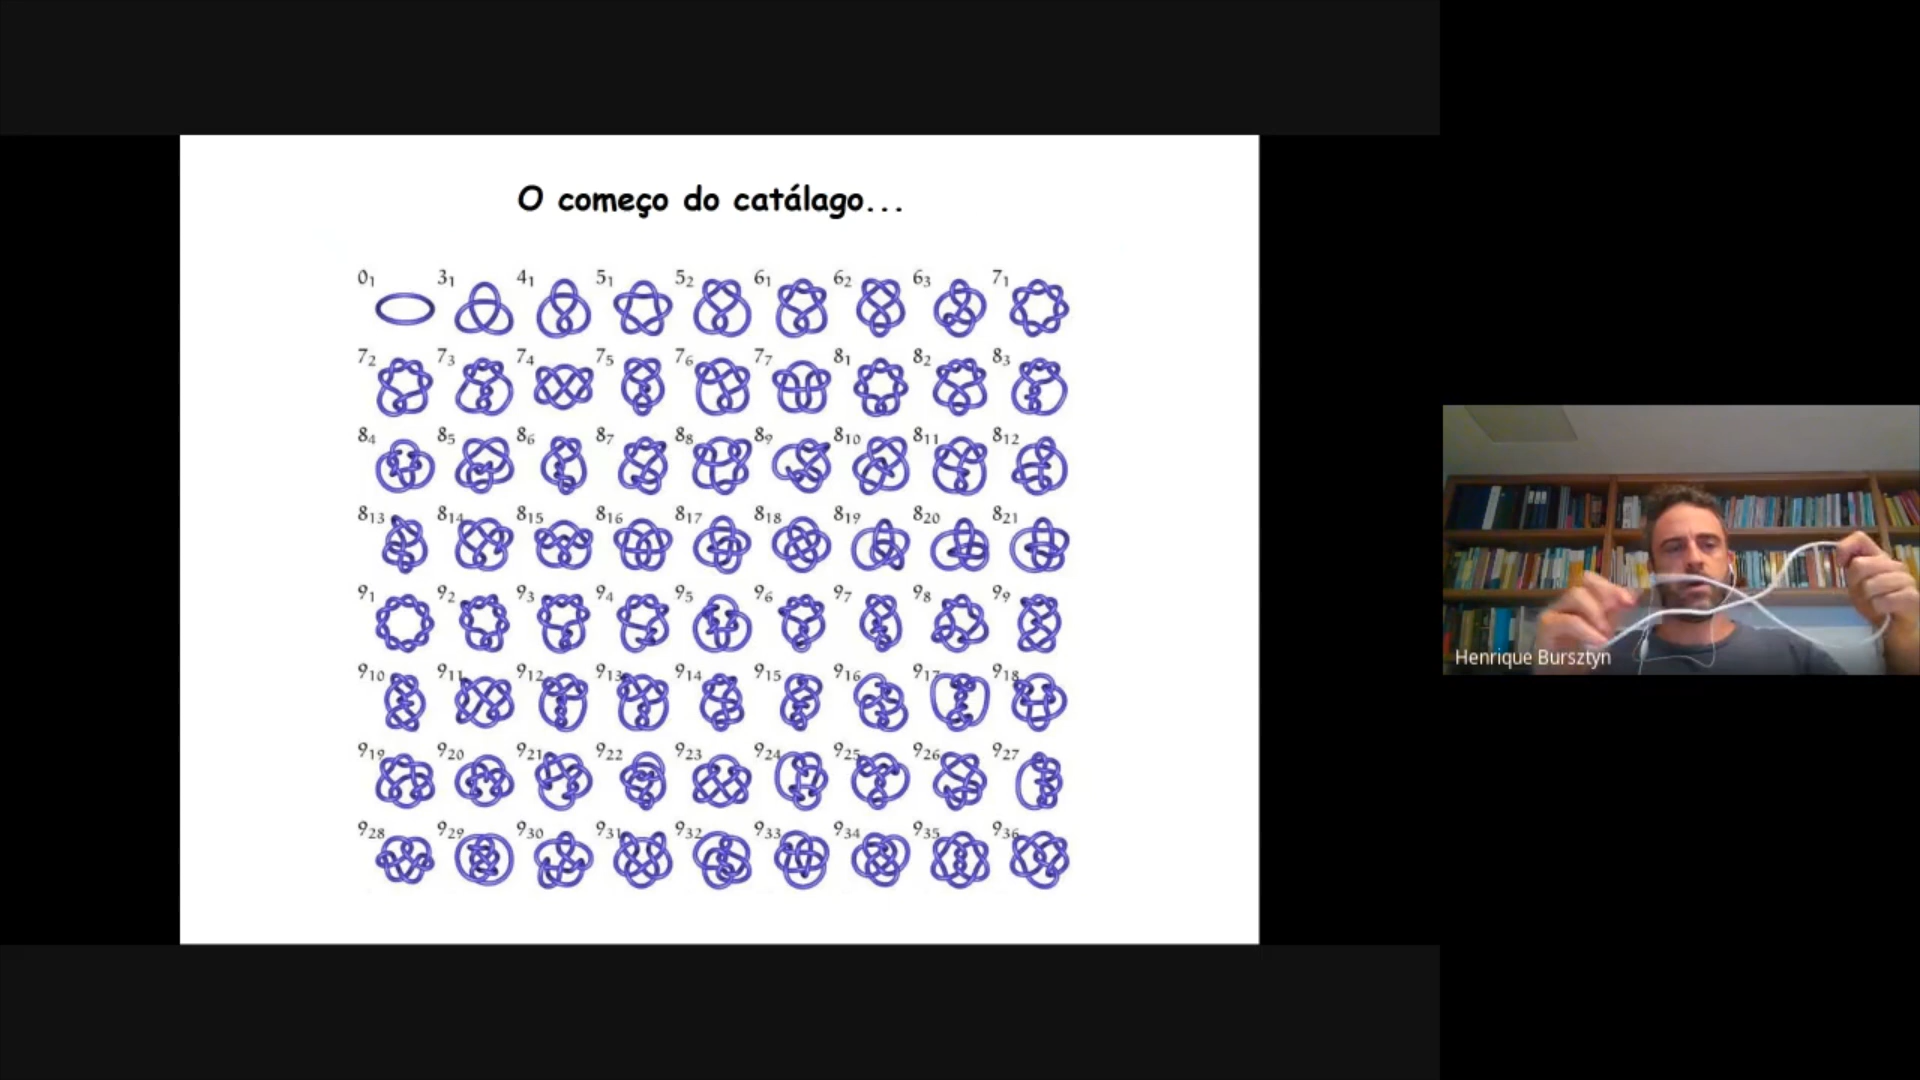 O começo do catálago...
0₁ 3₁ 4₁ 5₁ 5₂ 6₁ 6₂ 6₃ 7₁
7₂ 7₃ 7₄ 7₅ 7₆ 7₇ 8₁ 8₂ 8₃
8₄ 8₅ 8₆ 8₇ 8₈ 8₉ 8₁₀ 8₁₁ 8₁₂
8₁₃ 8₁₄ 8₁₅ 8₁₆ 8₁₇ 8₁₈ 8₁₉ 8₂₀ 8₂₁
9₁ 9₂ 9₃ 9₄ 9₅ 9₆ 9₇ 9₈ 9₉
9₁₀ 9₁₁ 9₁₂ 9₁₃ 9₁₄ 9₁₅ 9₁₆ 9₁₇ 9₁₈
9₁₉ 9₂₀ 9₂₁ 9₂₂ 9₂₃ 9₂₄ 9₂₅ 9₂₆ 9₂₇
9₂₈ 9₂₉ 9₃₀ 9₃₁ 9₃₂ 9₃₃ 9₃₄ 9₃₅ 9₃₆
Henrique Bursztyn